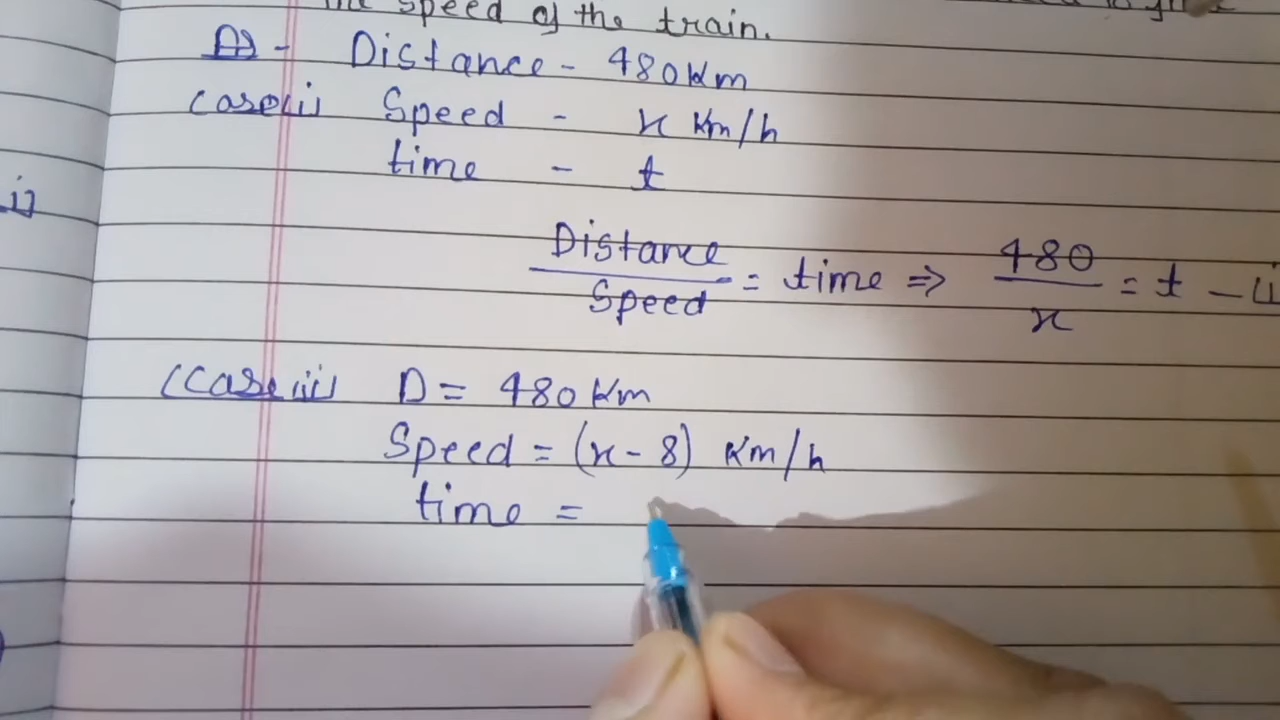 the speed of the train.
Distance - 480 Km
Case(i) Speed - x Km/h
time - t
i)
Distance / Speed = time ⇒ 480 / x = t -
(Case ii) D = 480 Km
Speed = (x - 8) Km/h
time =